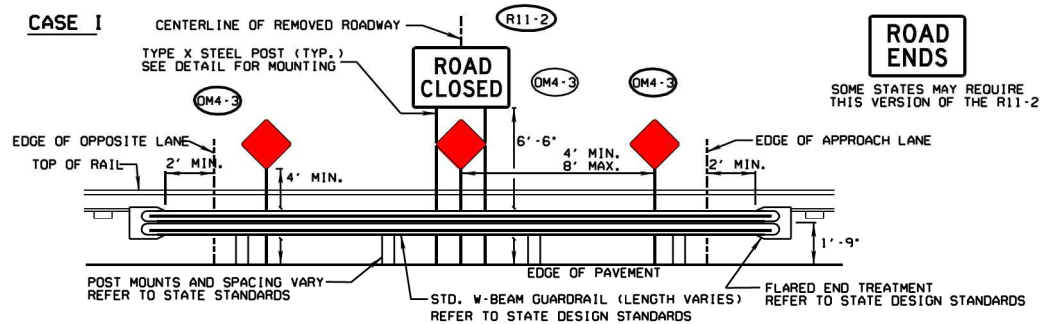 CASE I
CENTERLINE OF REMOVED ROADWAY
R11-2
TYPE X STEEL POST (TYP.)
SEE DETAIL FOR MOUNTING
ROAD
CLOSED
OM4-3
OM4-3
OM4-3
ROAD
ENDS
SOME STATES MAY REQUIRE
THIS VERSION OF THE R11-2
EDGE OF OPPOSITE LANE
TOP OF RAIL
2' MIN.
4' MIN.
6'-6"
4' MIN.
8' MAX.
EDGE OF APPROACH LANE
2' MIN.
1'-9"
EDGE OF PAVEMENT
POST MOUNTS AND SPACING VARY
REFER TO STATE STANDARDS
STD. W-BEAM GUARDRAIL (LENGTH VARIES)
REFER TO STATE DESIGN STANDARDS
FLARED END TREATMENT
REFER TO STATE DESIGN STANDARDS